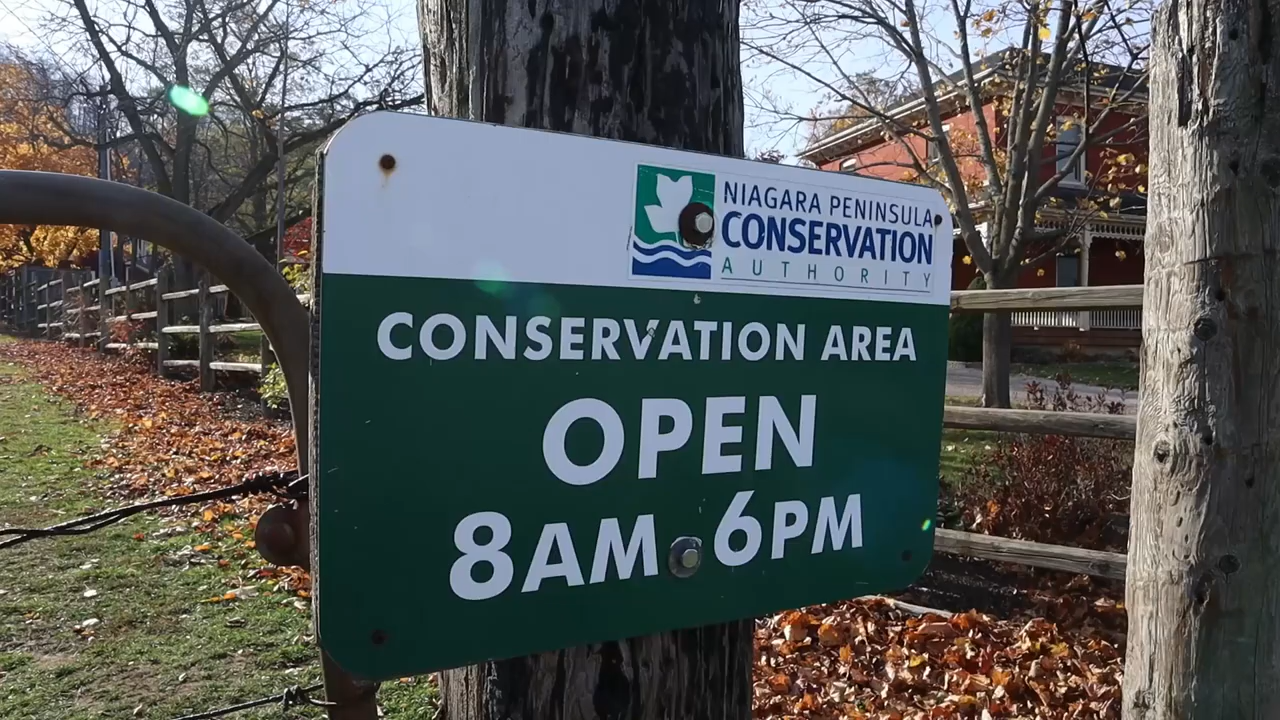 NIAGARA PENINSULA
CONSERVATION
AUTHORITY
CONSERVATION AREA
OPEN
8AM 6PM